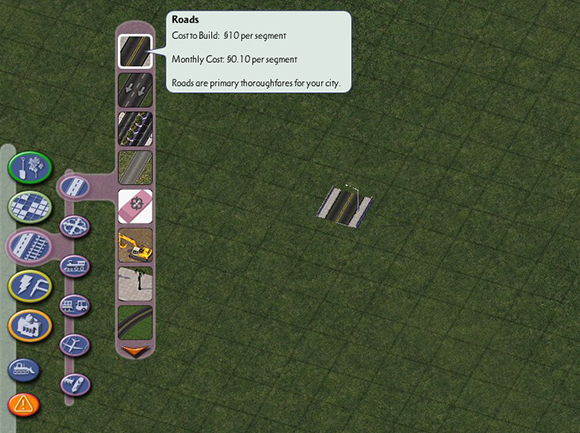 Roads
Cost to Build: §10 per segment
Monthly Cost: §0.10 per segment
Roads are primary thoroughfares for your city.